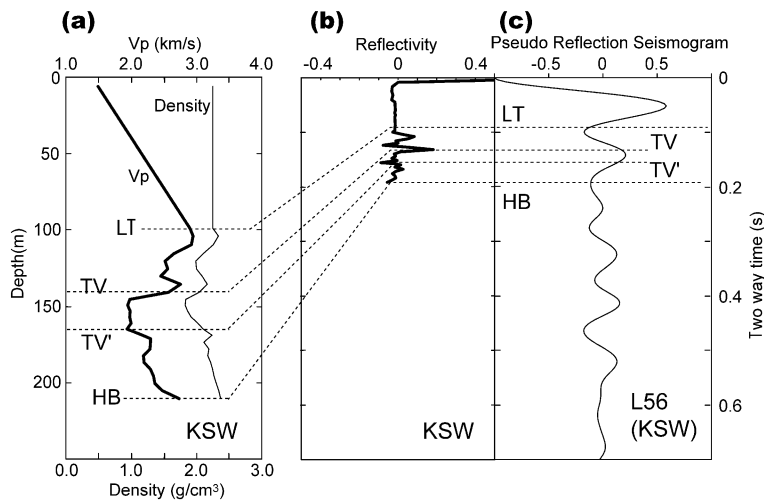 (a)
Vp (km/s)
1.0 2.0 3.0 4.0
0
50
100
150
200
Depth(m)
Density
Vp
LT
TV
TV'
HB
KSW
0.0 1.0 2.0 3.0
Density (g/cm³)
(b)
Reflectivity
-0.4 0 0.4
KSW
(c)
Pseudo Reflection Seismogram
-0.5 0 0.5
LT
TV
TV'
HB
0
0.2
0.4
0.6
Two way time (s)
L56
(KSW)